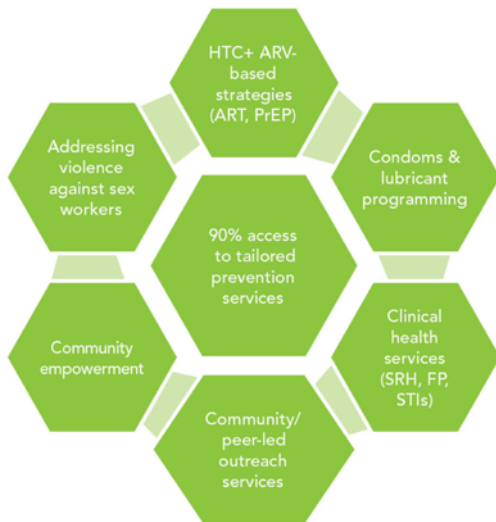 HTC+ ARV-
based
strategies
(ART, PrEP)
Condoms &
lubricant
programming
Clinical
health
services
(SRH, FP,
STIs)
Community/
peer-led
outreach
services
Community
empowerment
Addressing
violence
against sex
workers
90% access
to tailored
prevention
services